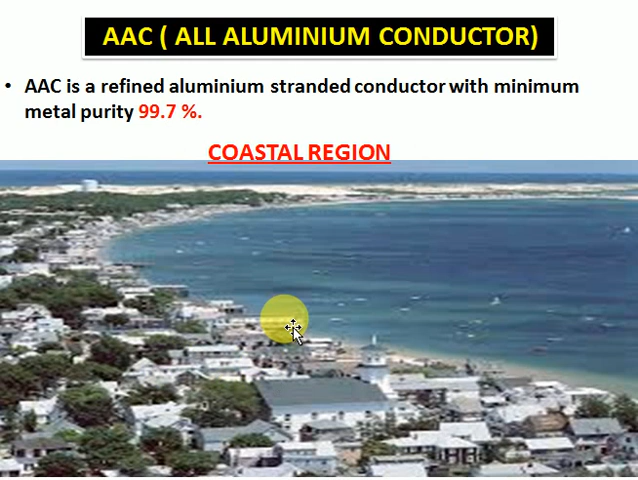 AAC ( ALL ALUMINIUM CONDUCTOR)
• AAC is a refined aluminium stranded conductor with minimum
metal purity 99.7 %.
COASTAL REGION